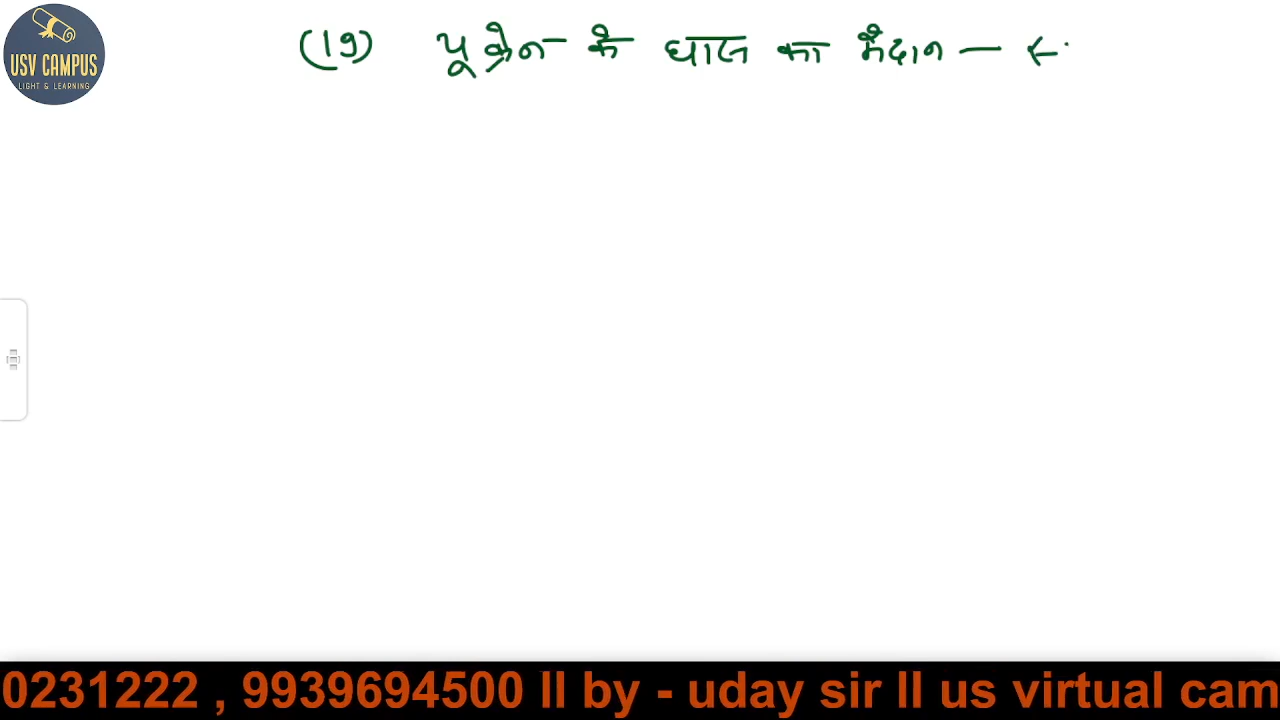 USV CAMPUS
LIGHT & LEARNING
(19) यूक्रेन के घास का मैदान —
0231222 , 9939694500 ll by - uday sir ll us virtual cam